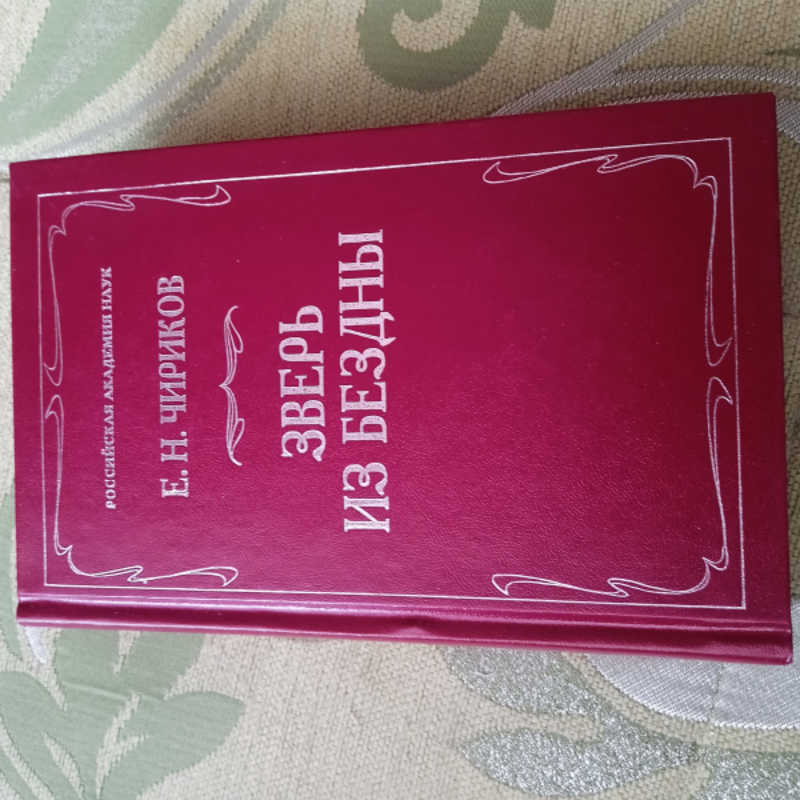 РОССИЙСКАЯ АКАДЕМИЯ НАУК
Е. Н. ЧИРИКОВ
ЗВЕРЬ
ИЗ БЕЗДНЫ